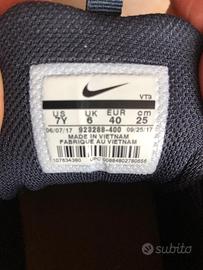 VT3
US UK EUR cm
7Y 6 40 25
06/07/17 923288-400 09/25/17
MADE IN VIETNAM
FABRIQUE AU VIETNAM
subito